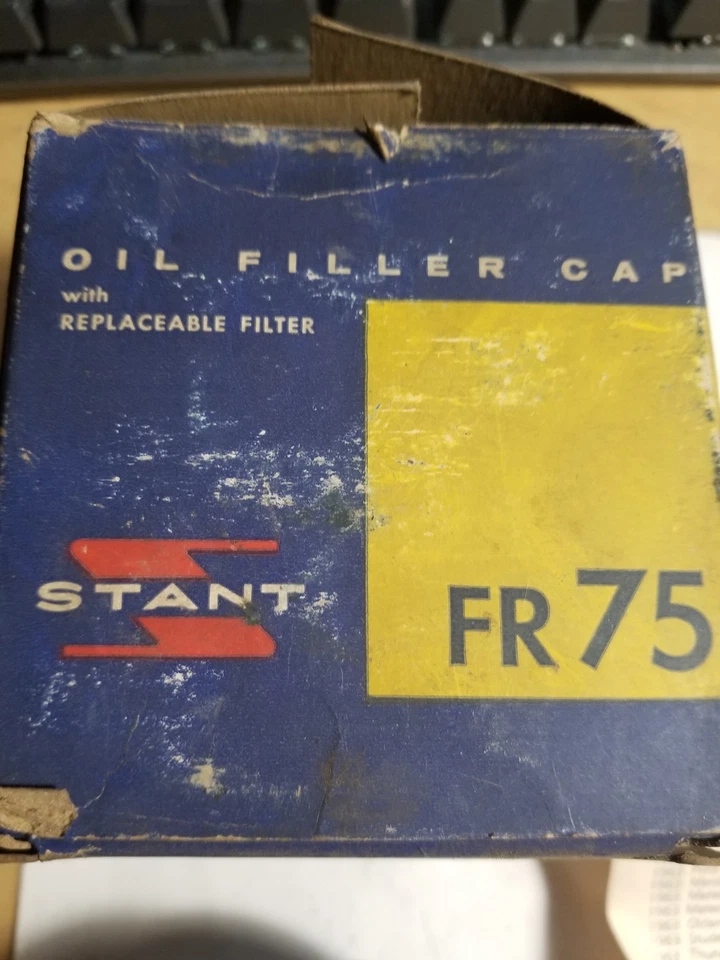 OIL FILLER CAP
with
REPLACEABLE FILTER
STANT
FR 75